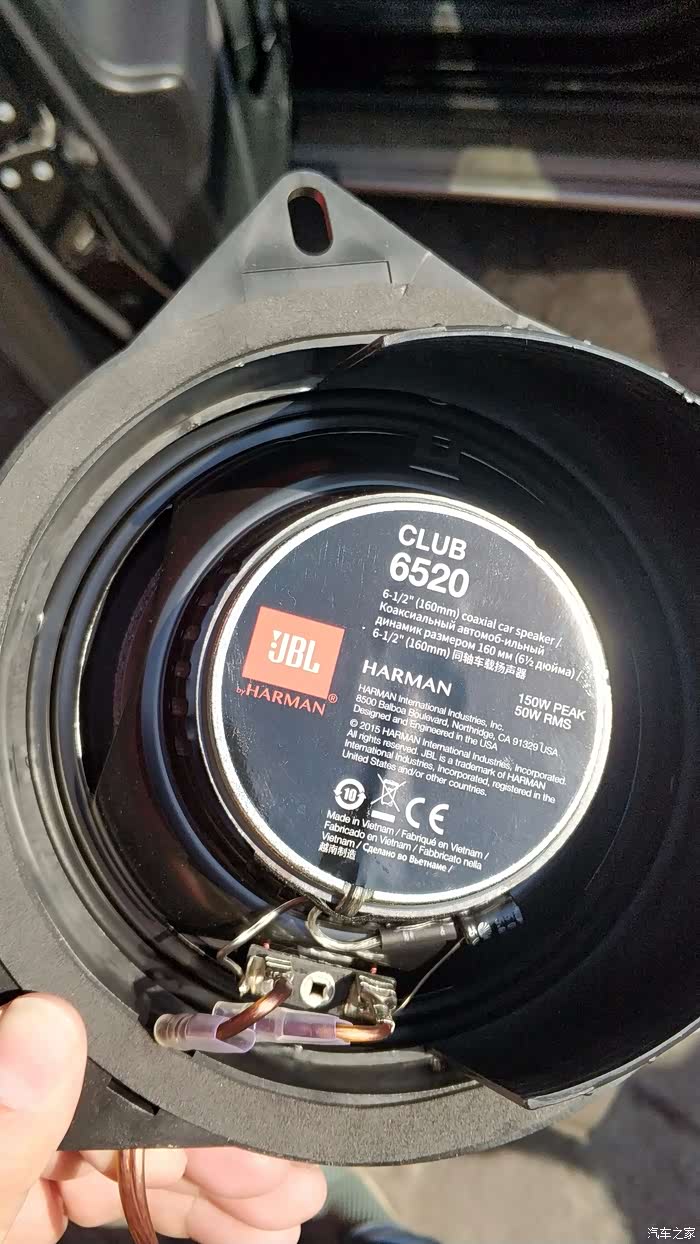 CLUB
6520
6-1/2" (160mm) coaxial car speaker /
Коаксиальный автомоб-ильный
динамик размером 160 мм (6½ дюйма) /
6-1/2" (160mm) 同轴车载扬声器
JBL
by HARMAN®
HARMAN
150W PEAK
50W RMS
HARMAN International Industries, Inc.
8500 Balboa Boulevard, Northridge, CA 91329 USA
Designed and Engineered in the USA
© 2015 HARMAN International Industries, Incorporated.
All rights reserved. JBL is a trademark of HARMAN
International Industries, Incorporated, registered in the
United States and/or other countries.
10
CE
Made in Vietnam / Fabriqué en Vietnam /
Fabricado en Vietnam / Fabbricato nella
Vietnam / Сделано во Вьетнаме /
越南制造
汽车之家